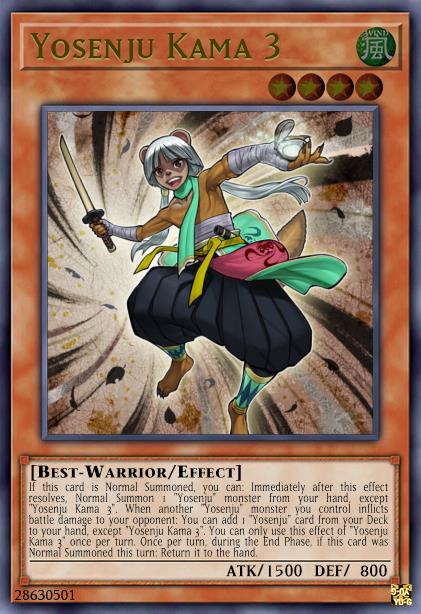 Yosenju Kama 3
WIND
風
[Best-Warrior/Effect]
If this card is Normal Summoned, you can: Immediately after this effect
resolves, Normal Summon 1 "Yosenju" monster from your hand, except
"Yosenju Kama 3". When another "Yosenju" monster you control inflicts
battle damage to your opponent: You can add 1 "Yosenju" card from your Deck
to your hand, except "Yosenju Kama 3". You can only use this effect of "Yosenju
Kama 3" once per turn. Once per turn, during the End Phase, if this card was
Normal Summoned this turn: Return it to the hand.
ATK/1500 DEF/ 800
28630501